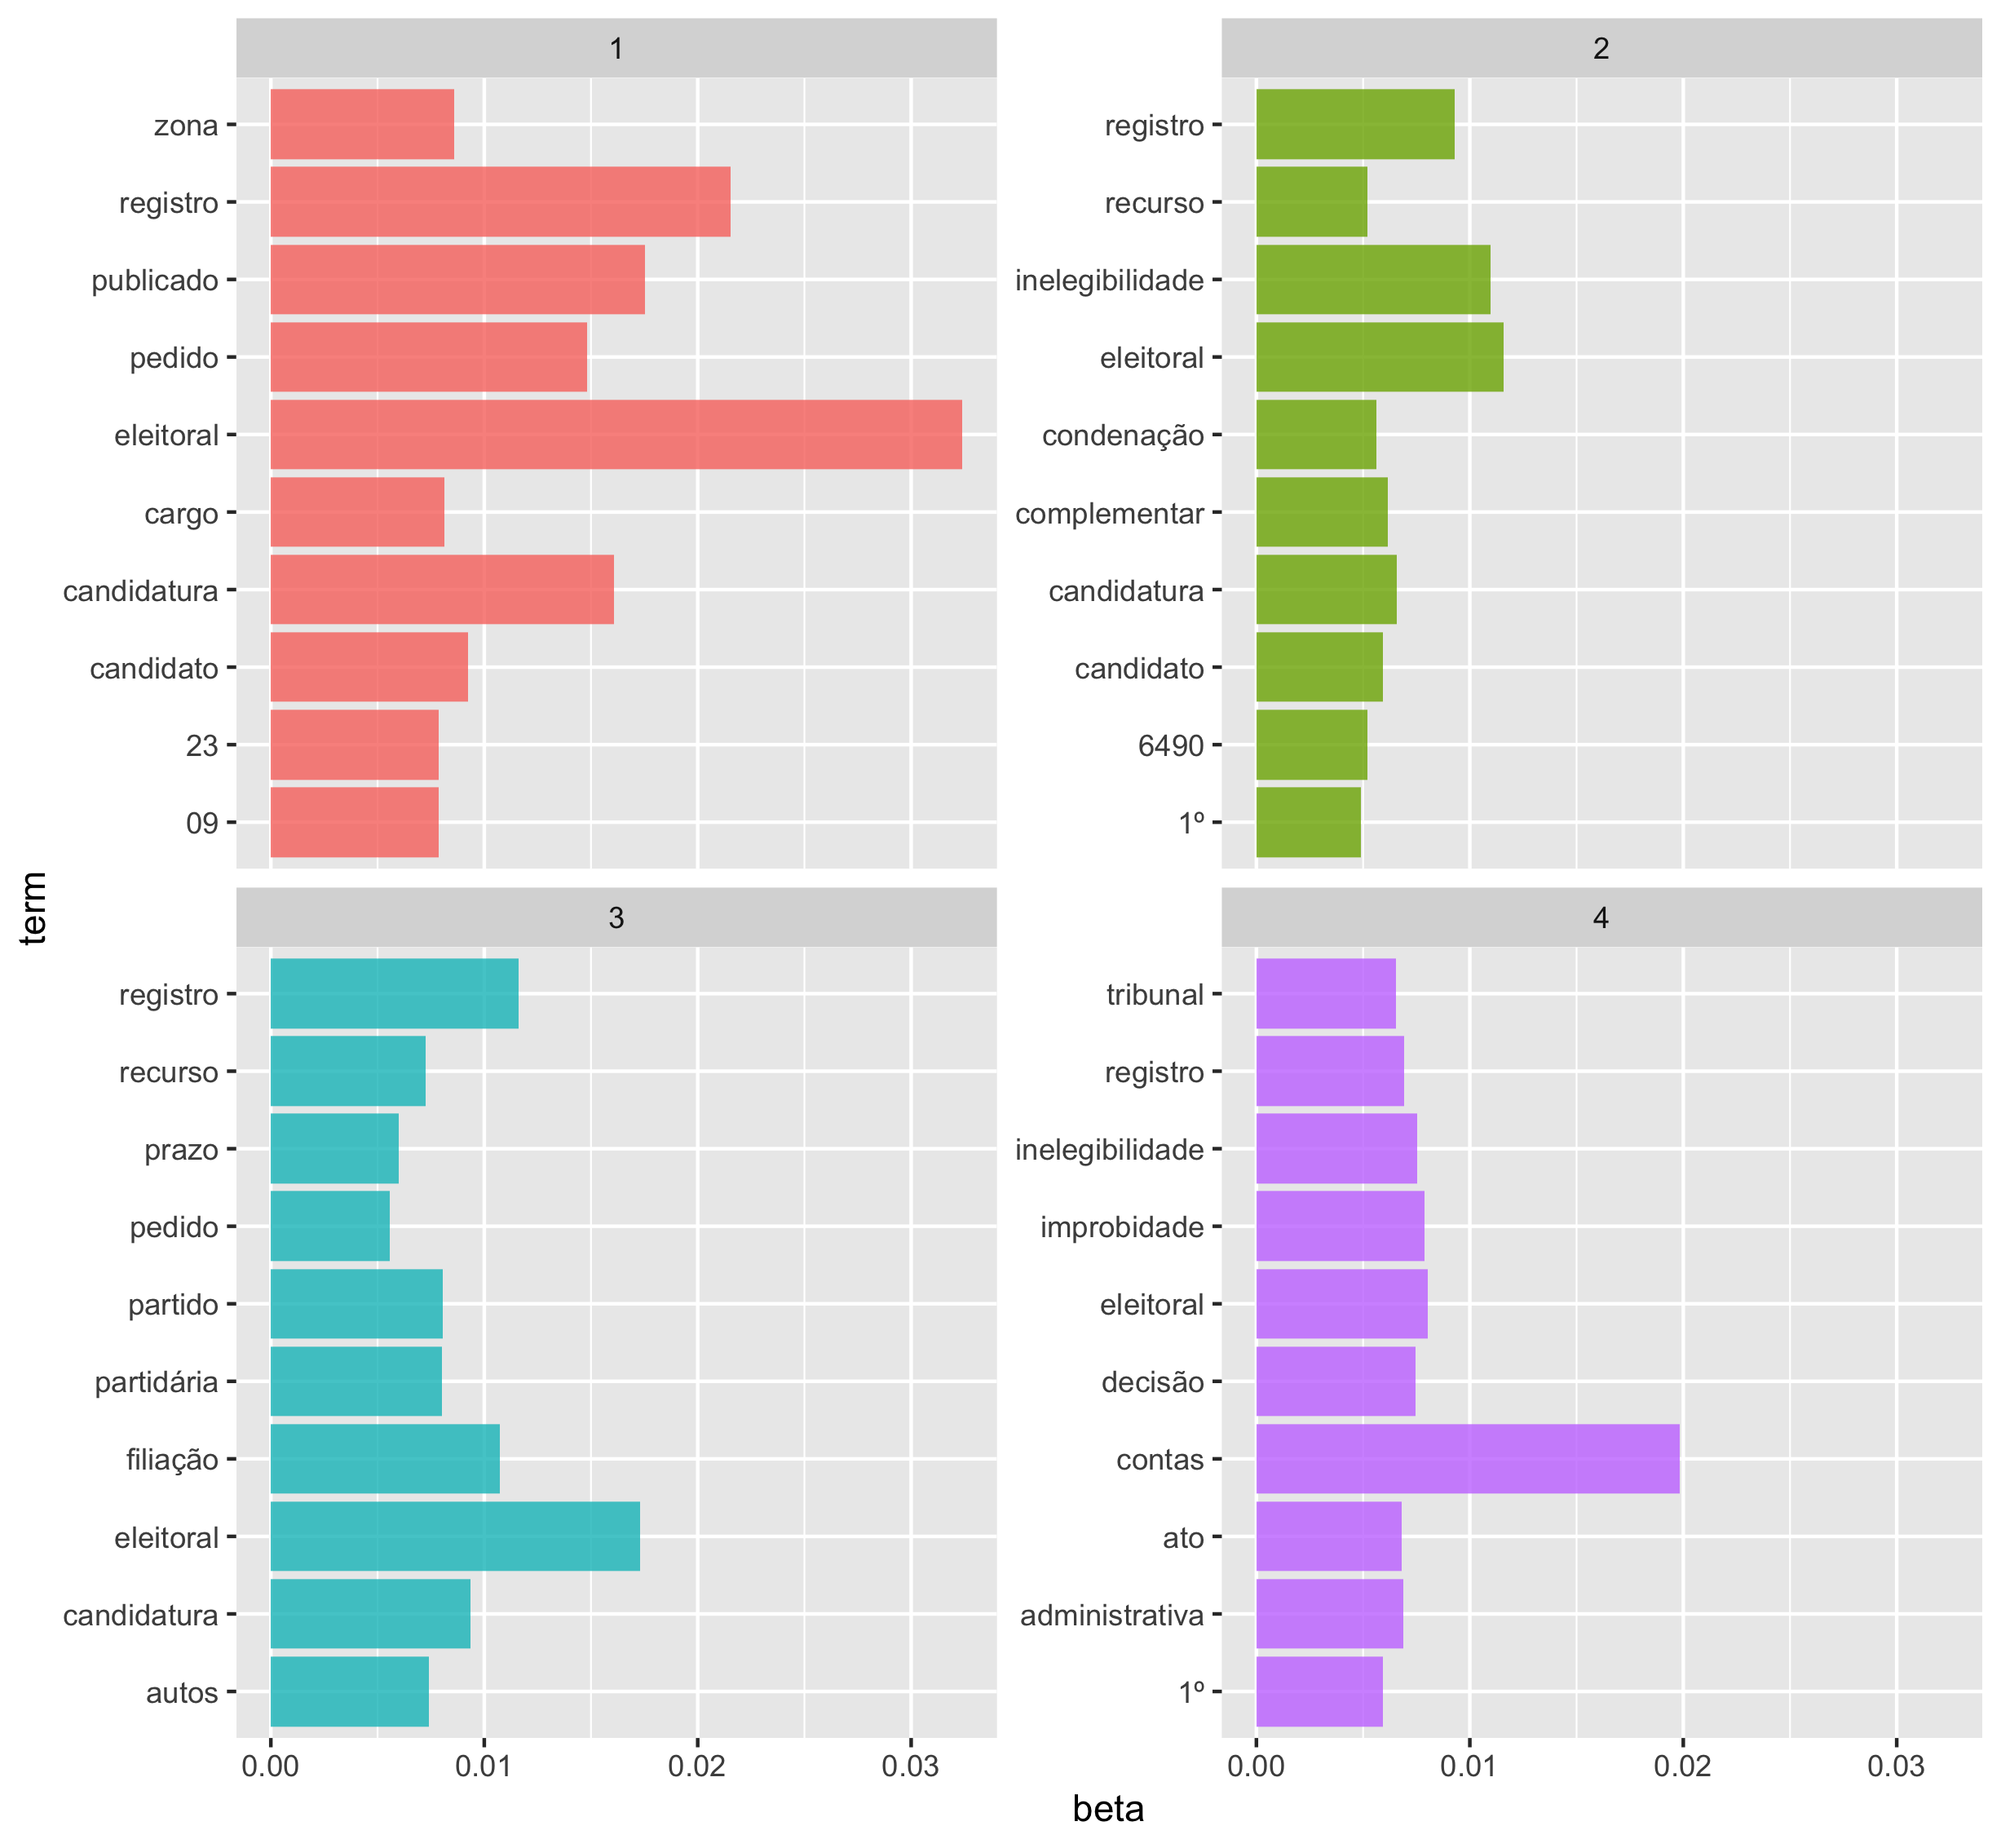 1
zona
registro
publicado
pedido
eleitoral
cargo
candidatura
candidato
23
09
2
registro
recurso
inelegibilidade
eleitoral
condenação
complementar
candidatura
candidato
6490
1º
term
3
registro
recurso
prazo
pedido
partido
partidária
filiação
eleitoral
candidatura
autos
0.00 0.01 0.02 0.03
4
tribunal
registro
inelegibilidade
improbidade
eleitoral
decisão
contas
ato
administrativa
1º
0.00 0.01 0.02 0.03
beta